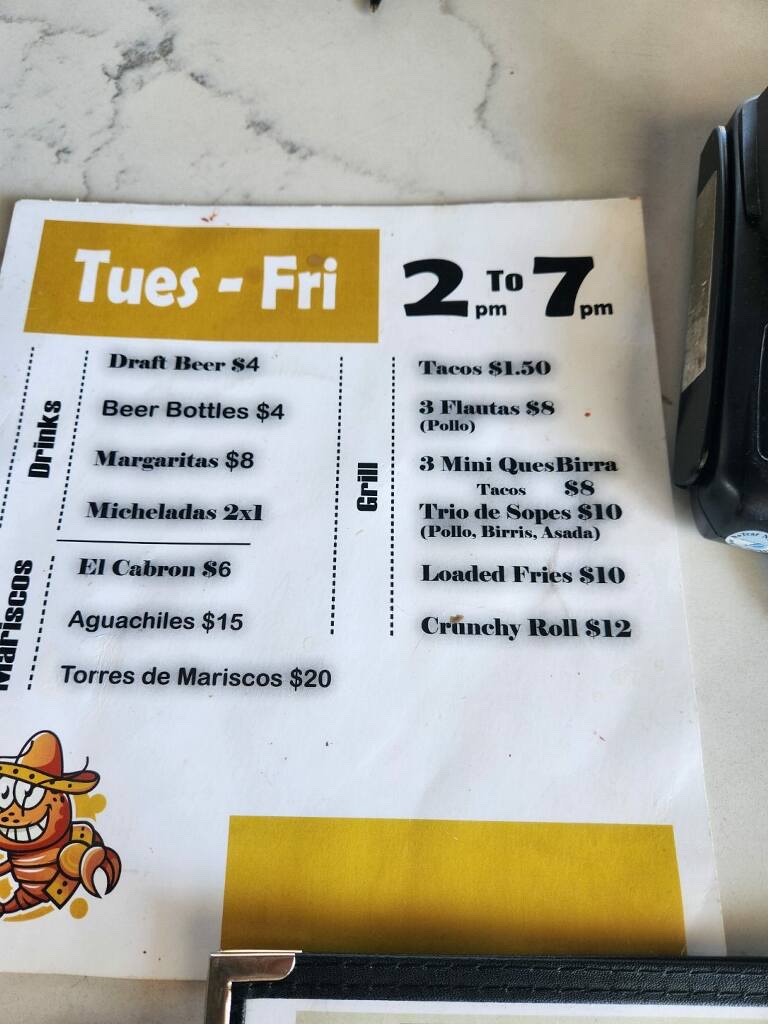 Tues - Fri
2 pm To 7 pm
Drinks
Draft Beer $4
Beer Bottles $4
Margaritas $8
Micheladas 2x1
Mariscos
El Cabron $6
Aguachiles $15
Torres de Mariscos $20
Grill
Tacos $1.50
3 Flautas $8
(Pollo)
3 Mini QuesBirra
Tacos $8
Trio de Sopes $10
(Pollo, Birris, Asada)
Loaded Fries $10
Crunchy Roll $12